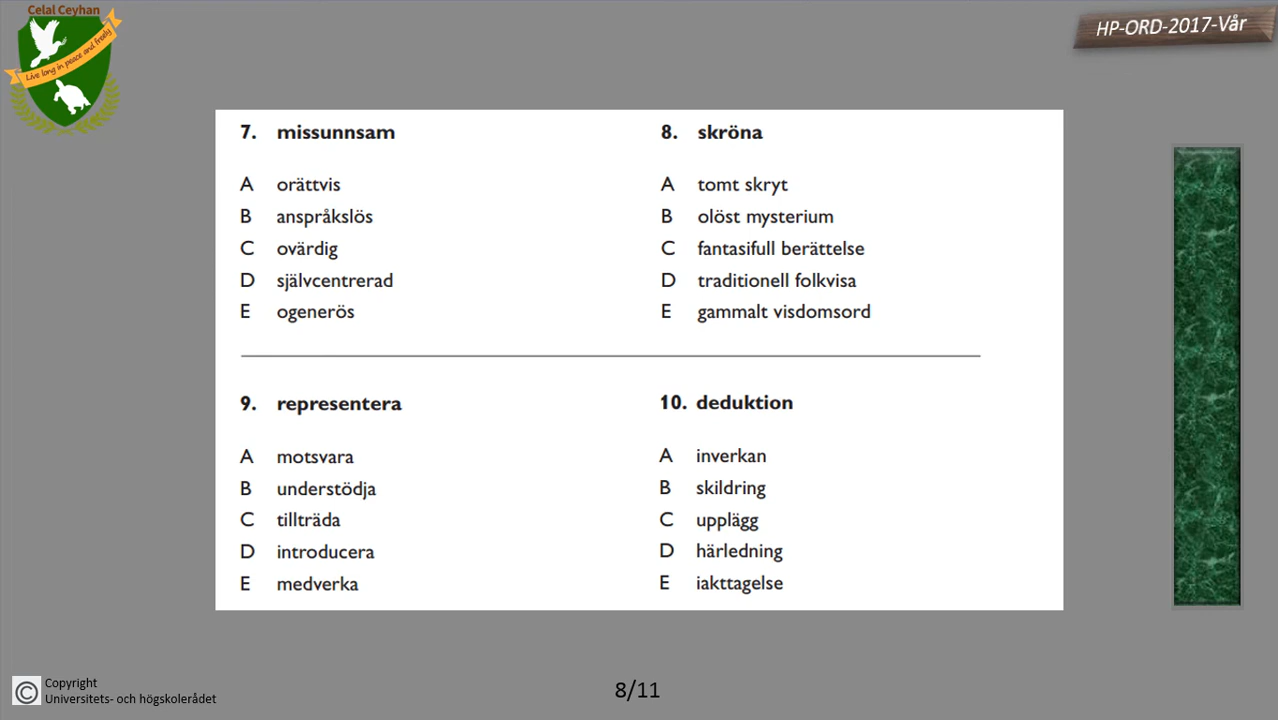 Celal Ceyhan
Live long in peace and freely
HP-ORD-2017-Vår
7. missunnsam
A orättvis
B anspråkslös
C ovärdig
D självcentrerad
E ogenerös
8. skröna
A tomt skryt
B olöst mysterium
C fantasifull berättelse
D traditionell folkvisa
E gammalt visdomsord
9. representera
A motsvara
B understödja
C tillträda
D introducera
E medverka
10. deduktion
A inverkan
B skildring
C upplägg
D härledning
E iakttagelse
© Copyright
Universitets- och högskolerådet
8/11